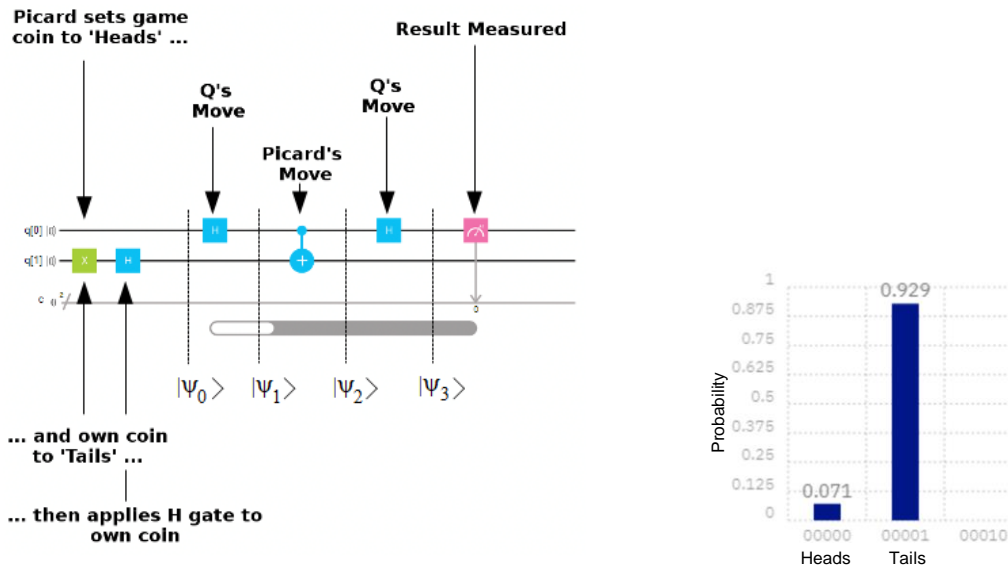 Picard sets game
coin to 'Heads' ...
Result Measured
Q's
Move
Q's
Move
Picard's
Move
H
H
q[0] |0⟩
q[1] |0⟩
X
H
+
c 0 2
0
|Ψ0>
|Ψ1>
|Ψ2>
|Ψ3>
... and own coin
to 'Tails' ...
... then applies H gate to
own coin
Probability
1
0.875
0.75
0.625
0.5
0.375
0.25
0.125
0
0.929
0.071
00000
00001
00010
Heads
Tails